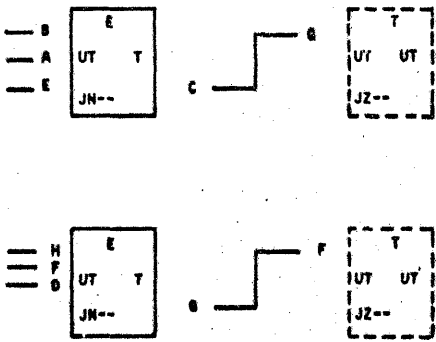 E T
B G
A UT T UT UT
E C
JN-- JZ--
E T
H F
F
D UT T UT UT
G
JN-- JZ--